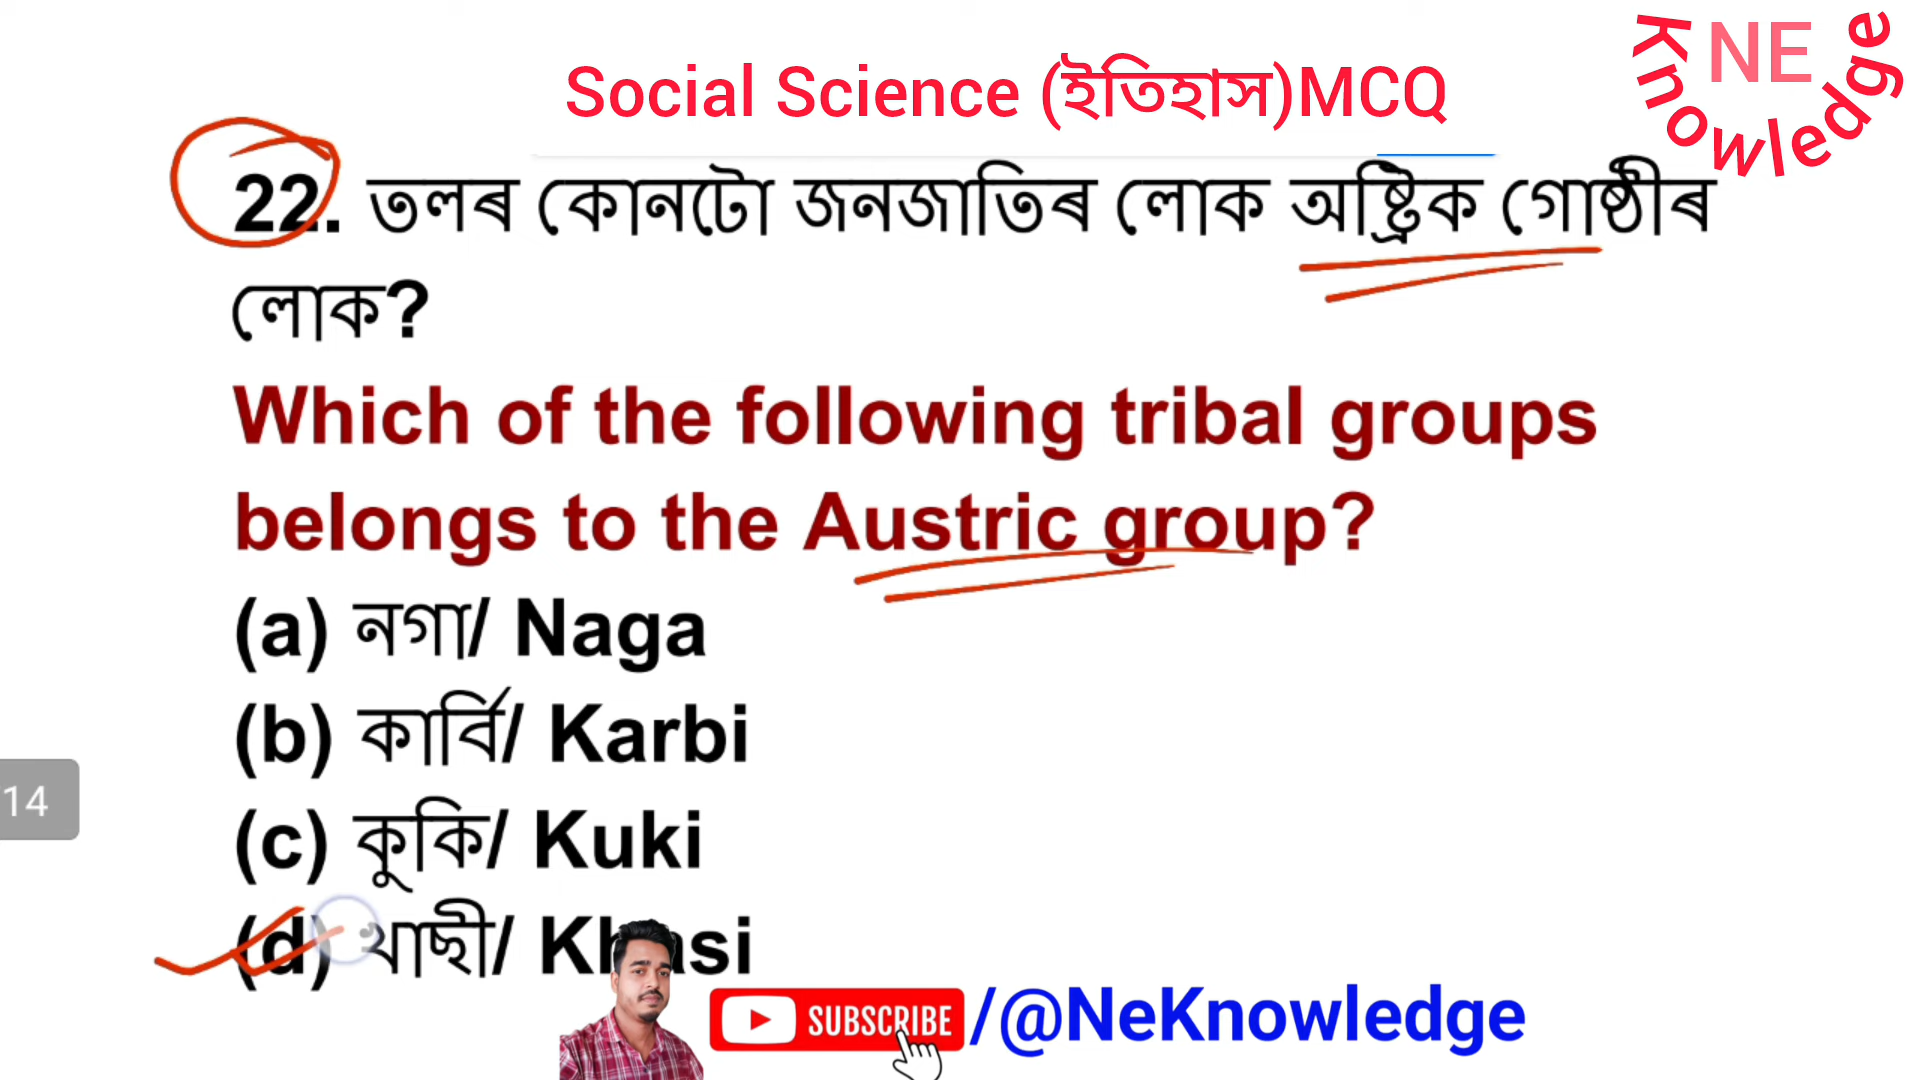 Social Science (ইতিহাস)MCQ
NE
Knowledge
22. তলৰ কোনটো জনজাতিৰ লোক অষ্ট্ৰিক গোষ্ঠীৰ
লোক?
Which of the following tribal groups
belongs to the Austric group?
(a) নগা/ Naga
(b) কাৰ্বি/ Karbi
(c) কুকি/ Kuki
14
(d) খাছী/ Khasi
SUBSCRIBE /@NeKnowledge